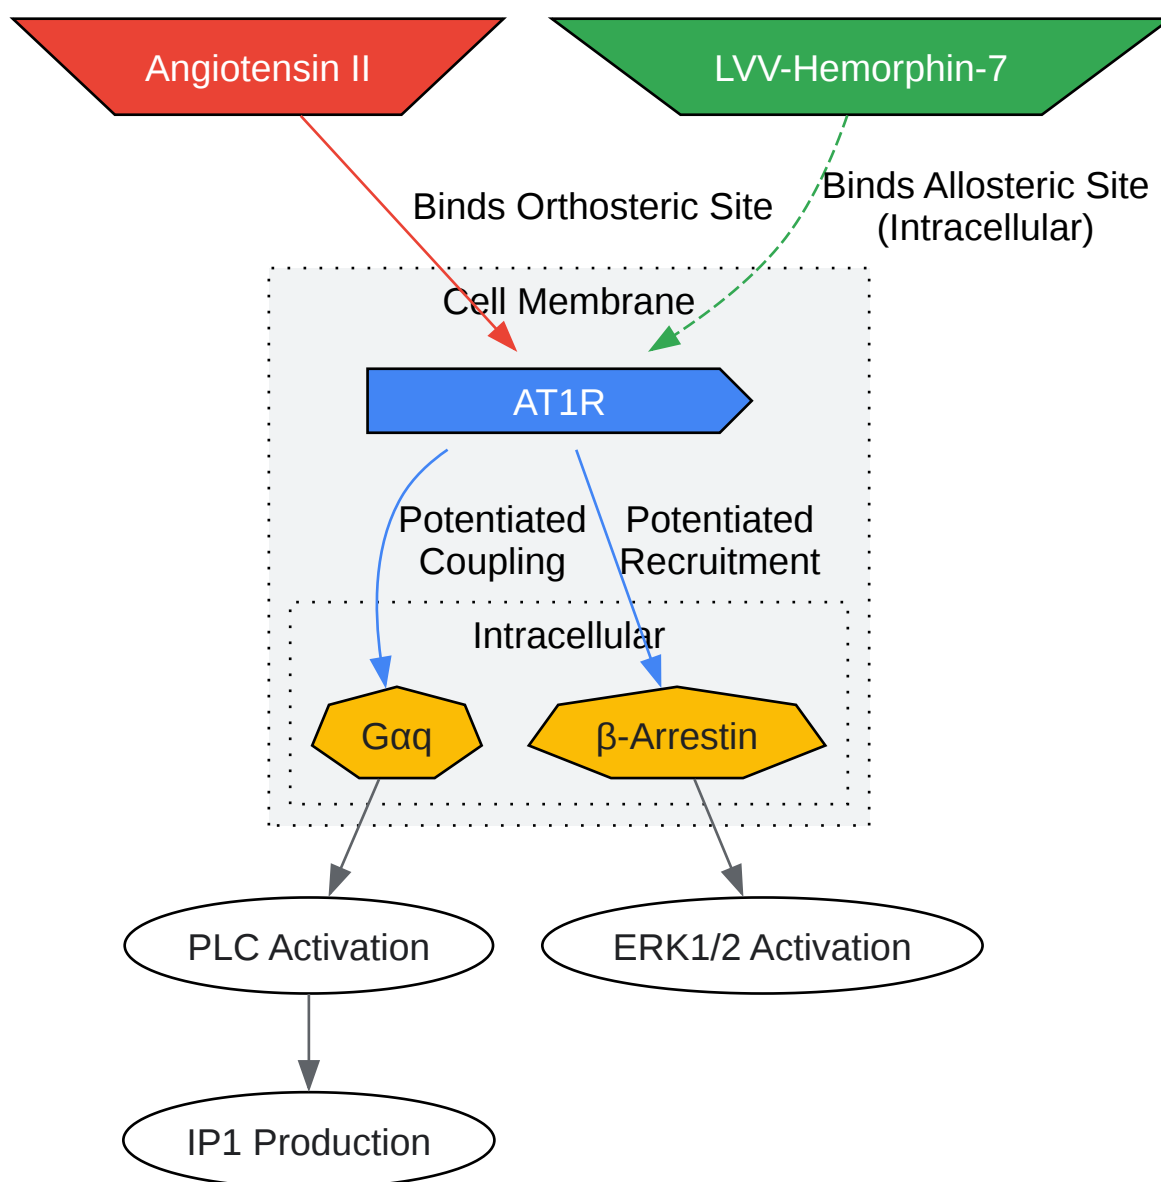 Angiotensin II
LVV-Hemorphin-7
Binds Orthosteric Site
Binds Allosteric Site
(Intracellular)
Cell Membrane
AT1R
Potentiated
Coupling
Potentiated
Recruitment
Intracellular
Gαq
β-Arrestin
PLC Activation
ERK1/2 Activation
IP1 Production